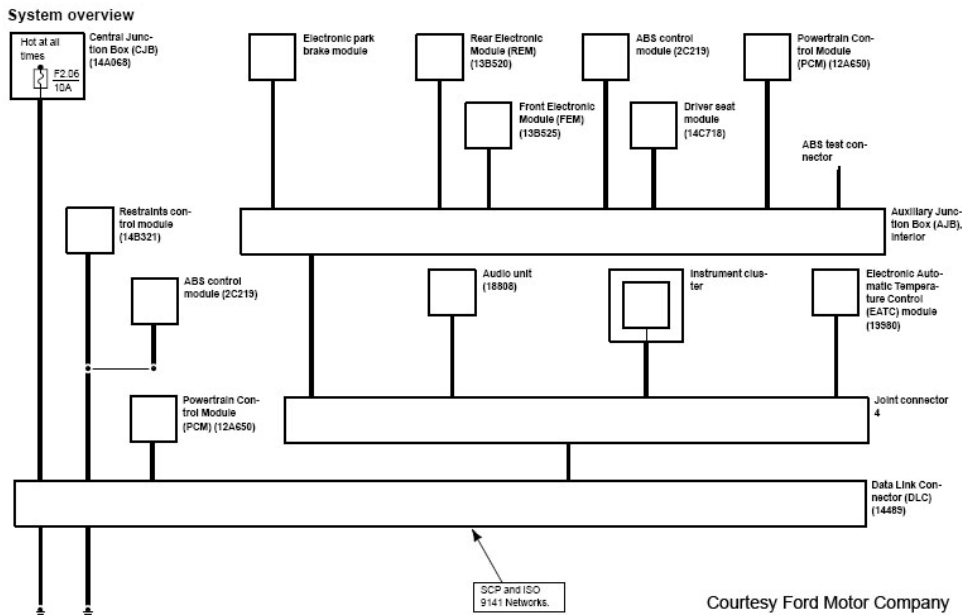 System overview
Hot at all
times
F2.06
10A
Central Junc-
tion Box (CJB)
(14A068)
Electronic park
brake module
Rear Electronic
Module (REM)
(13B520)
ABS control
module (2C219)
Powertrain Con-
trol Module
(PCM) (12A650)
Front Electronic
Module (FEM)
(13B525)
Driver seat
module
(14C718)
ABS test con-
nector
Restraints con-
trol module
(14B321)
Auxiliary Junc-
tion Box (AJB),
Interior
ABS control
module (2C219)
Audio unit
(18808)
Instrument clus-
ter
Electronic Auto-
matic Tempera-
ture Control
(EATC) module
(19980)
Powertrain Con-
trol Module
(PCM) (12A650)
Joint connector
4
Data Link Con-
nector (DLC)
(14489)
SCP and ISO
9141 Networks.
Courtesy Ford Motor Company